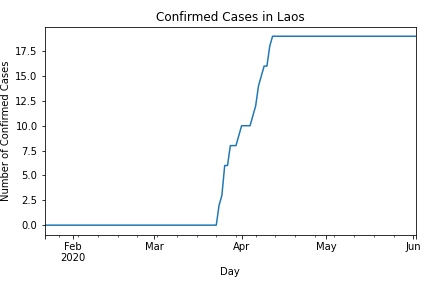 Confirmed Cases in Laos
Number of Confirmed Cases
17.5
15.0
12.5
10.0
7.5
5.0
2.5
0.0
Feb Mar Apr May Jun
2020
Day